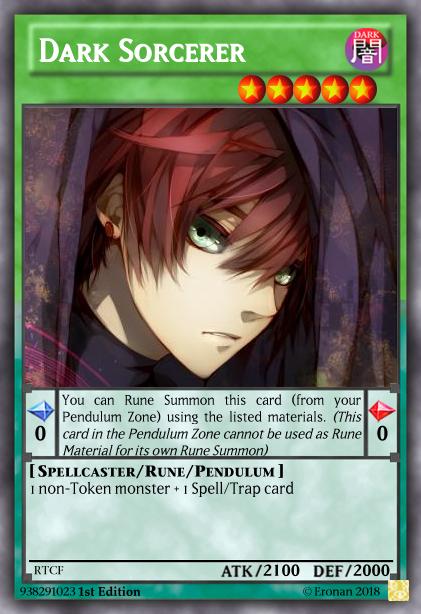 DARK SORCERER
DARK
闇
You can Rune Summon this card (from your
Pendulum Zone) using the listed materials. (This
card in the Pendulum Zone cannot be used as Rune
Material for its own Rune Summon)
0
0
[ SPELLCASTER/RUNE/PENDULUM ]
1 non-Token monster + 1 Spell/Trap card
RTCF
ATK/2100 DEF/2000
938291023 1st Edition
© Eronan 2018